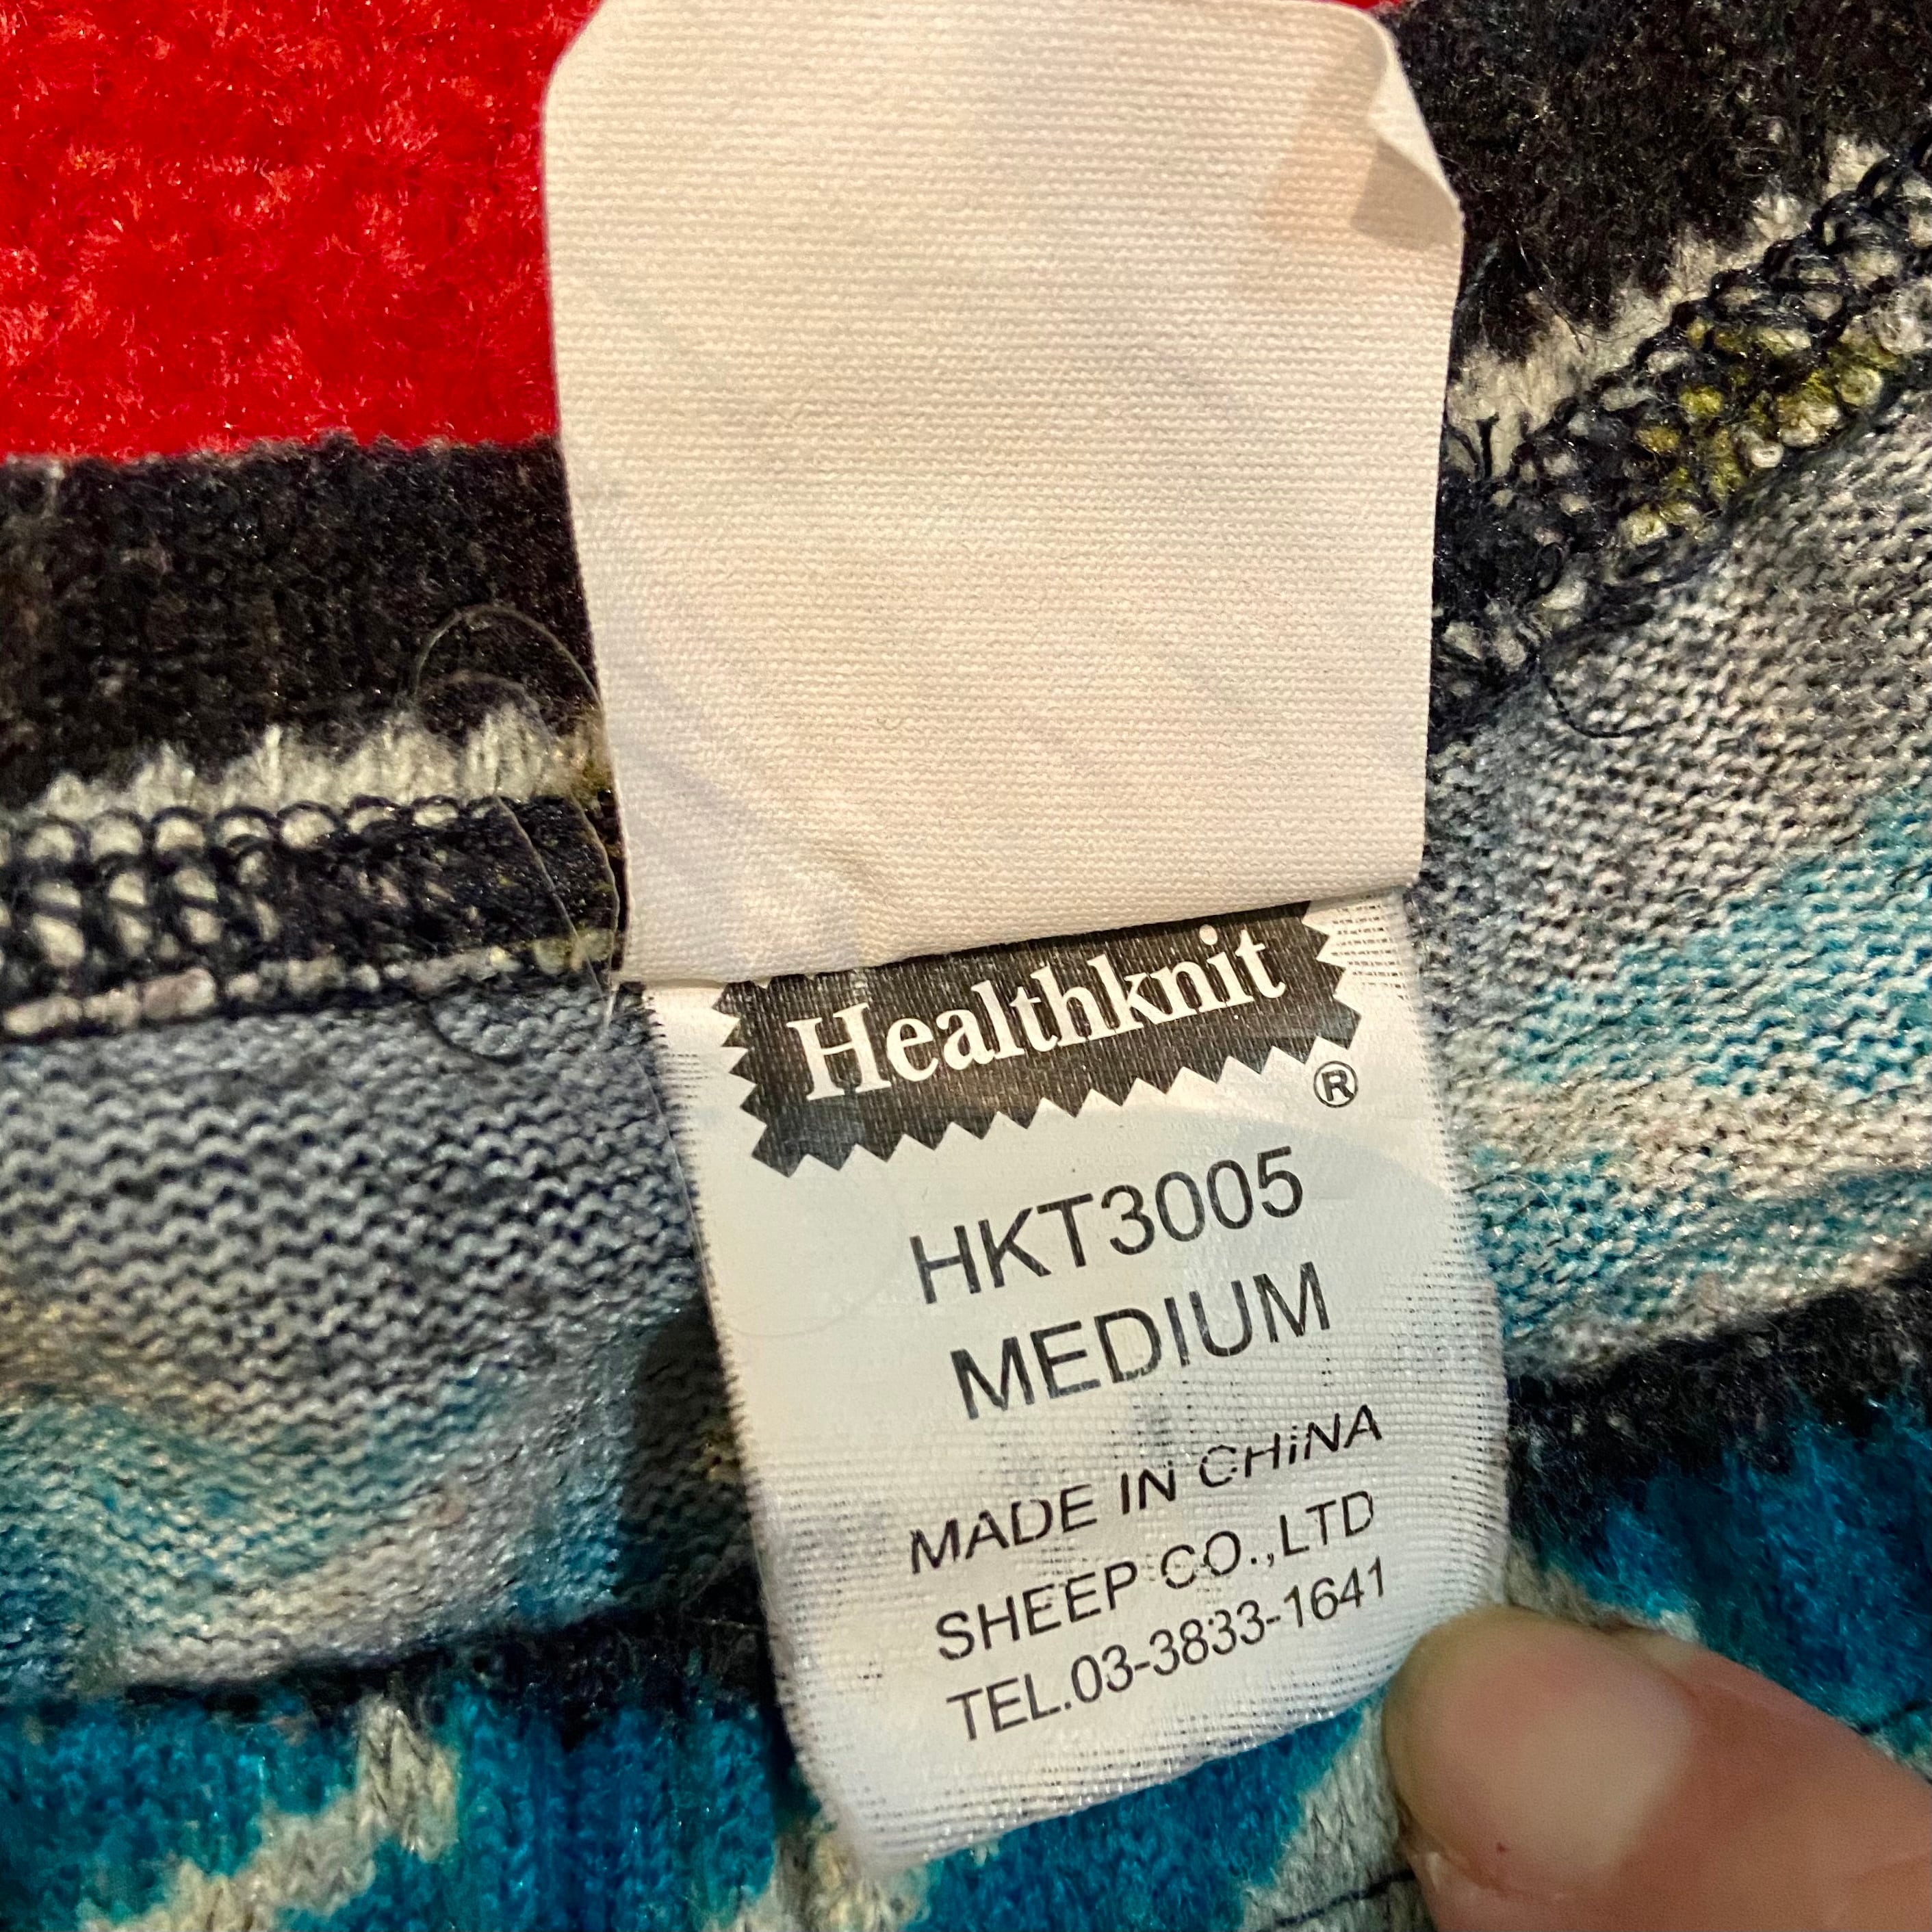 Healthknit
®
HKT3005
MEDIUM
MADE IN CHiNA
SHEEP CO.,LTD
TEL.03-3833-1641